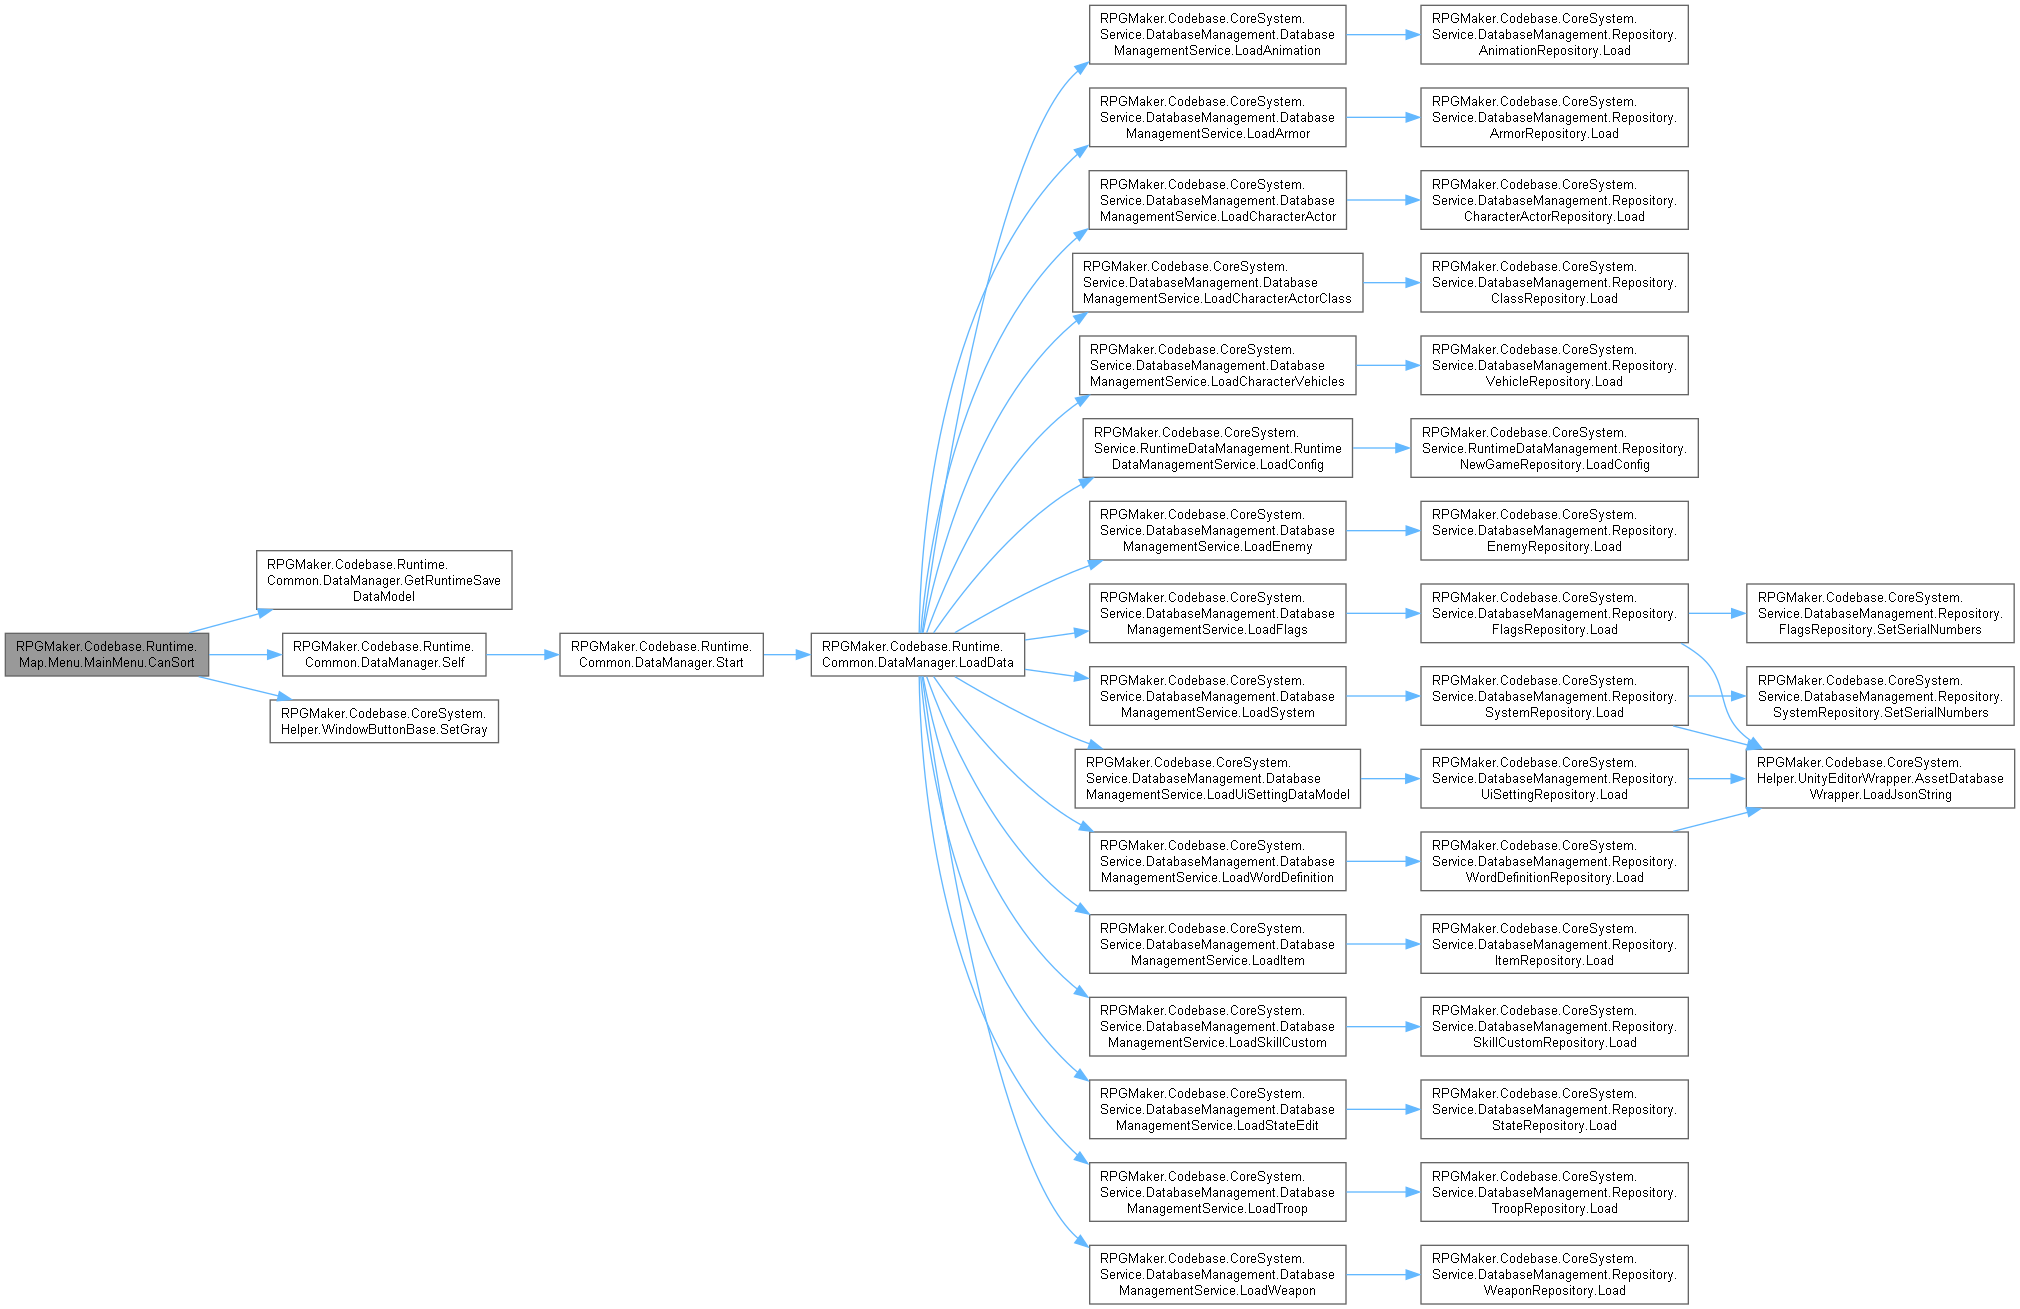 RPGMaker.Codebase.Runtime.
Map.Menu.MainMenu.CanSort
RPGMaker.Codebase.Runtime.
Common.DataManager.GetRuntimeSave
DataModel
RPGMaker.Codebase.Runtime.
Common.DataManager.Self
RPGMaker.Codebase.CoreSystem.
Helper.WindowButtonBase.SetGray
RPGMaker.Codebase.Runtime.
Common.DataManager.Start
RPGMaker.Codebase.Runtime.
Common.DataManager.LoadData
RPGMaker.Codebase.CoreSystem.
Service.DatabaseManagement.Database
ManagementService.LoadAnimation
RPGMaker.Codebase.CoreSystem.
Service.DatabaseManagement.Repository.
AnimationRepository.Load
RPGMaker.Codebase.CoreSystem.
Service.DatabaseManagement.Database
ManagementService.LoadArmor
RPGMaker.Codebase.CoreSystem.
Service.DatabaseManagement.Repository.
ArmorRepository.Load
RPGMaker.Codebase.CoreSystem.
Service.DatabaseManagement.Database
ManagementService.LoadCharacterActor
RPGMaker.Codebase.CoreSystem.
Service.DatabaseManagement.Repository.
CharacterActorRepository.Load
RPGMaker.Codebase.CoreSystem.
Service.DatabaseManagement.Database
ManagementService.LoadCharacterActorClass
RPGMaker.Codebase.CoreSystem.
Service.DatabaseManagement.Repository.
ClassRepository.Load
RPGMaker.Codebase.CoreSystem.
Service.DatabaseManagement.Database
ManagementService.LoadCharacterVehicles
RPGMaker.Codebase.CoreSystem.
Service.DatabaseManagement.Repository.
VehicleRepository.Load
RPGMaker.Codebase.CoreSystem.
Service.RuntimeDataManagement.Runtime
DataManagementService.LoadConfig
RPGMaker.Codebase.CoreSystem.
Service.RuntimeDataManagement.Repository.
NewGameRepository.LoadConfig
RPGMaker.Codebase.CoreSystem.
Service.DatabaseManagement.Database
ManagementService.LoadEnemy
RPGMaker.Codebase.CoreSystem.
Service.DatabaseManagement.Repository.
EnemyRepository.Load
RPGMaker.Codebase.CoreSystem.
Service.DatabaseManagement.Database
ManagementService.LoadFlags
RPGMaker.Codebase.CoreSystem.
Service.DatabaseManagement.Repository.
FlagsRepository.Load
RPGMaker.Codebase.CoreSystem.
Service.DatabaseManagement.Repository.
FlagsRepository.SetSerialNumbers
RPGMaker.Codebase.CoreSystem.
Service.DatabaseManagement.Database
ManagementService.LoadSystem
RPGMaker.Codebase.CoreSystem.
Service.DatabaseManagement.Repository.
SystemRepository.Load
RPGMaker.Codebase.CoreSystem.
Service.DatabaseManagement.Repository.
SystemRepository.SetSerialNumbers
RPGMaker.Codebase.CoreSystem.
Service.DatabaseManagement.Database
ManagementService.LoadUiSettingDataModel
RPGMaker.Codebase.CoreSystem.
Service.DatabaseManagement.Repository.
UiSettingRepository.Load
RPGMaker.Codebase.CoreSystem.
Helper.UnityEditorWrapper.AssetDatabase
Wrapper.LoadJsonString
RPGMaker.Codebase.CoreSystem.
Service.DatabaseManagement.Database
ManagementService.LoadWordDefinition
RPGMaker.Codebase.CoreSystem.
Service.DatabaseManagement.Repository.
WordDefinitionRepository.Load
RPGMaker.Codebase.CoreSystem.
Service.DatabaseManagement.Database
ManagementService.LoadItem
RPGMaker.Codebase.CoreSystem.
Service.DatabaseManagement.Repository.
ItemRepository.Load
RPGMaker.Codebase.CoreSystem.
Service.DatabaseManagement.Database
ManagementService.LoadSkillCustom
RPGMaker.Codebase.CoreSystem.
Service.DatabaseManagement.Repository.
SkillCustomRepository.Load
RPGMaker.Codebase.CoreSystem.
Service.DatabaseManagement.Database
ManagementService.LoadStateEdit
RPGMaker.Codebase.CoreSystem.
Service.DatabaseManagement.Repository.
StateRepository.Load
RPGMaker.Codebase.CoreSystem.
Service.DatabaseManagement.Database
ManagementService.LoadTroop
RPGMaker.Codebase.CoreSystem.
Service.DatabaseManagement.Repository.
TroopRepository.Load
RPGMaker.Codebase.CoreSystem.
Service.DatabaseManagement.Database
ManagementService.LoadWeapon
RPGMaker.Codebase.CoreSystem.
Service.DatabaseManagement.Repository.
WeaponRepository.Load